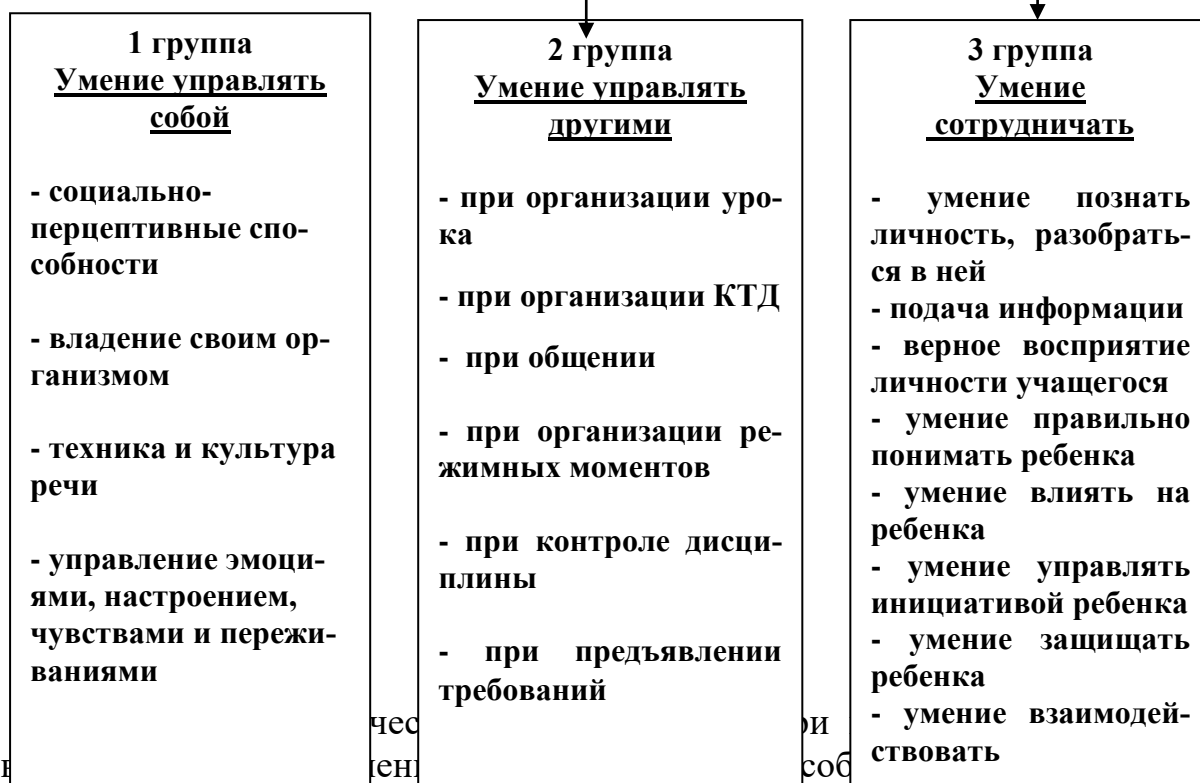 1 группа
Умение управлять
собой
- социально-
перцептивные спо-
собности
- владение своим ор-
ганизмом
- техника и культура
речи
- управление эмоци-
ями, настроением,
чувствами и пережи-
ваниями
2 группа
Умение управлять
другими
- при организации уро-
ка
- при организации КТД
- при общении
- при организации ре-
жимных моментов
- при контроле дисци-
плины
- при предъявлении
требований
3 группа
Умение
сотрудничать
- умение познать
личность, разобрать-
ся в ней
- подача информации
- верное восприятие
личности учащегося
- умение правильно
понимать ребенка
- умение влиять на
ребенка
- умение управлять
инициативой ребенка
- умение защищать
ребенка
- умение взаимодей-
ствовать